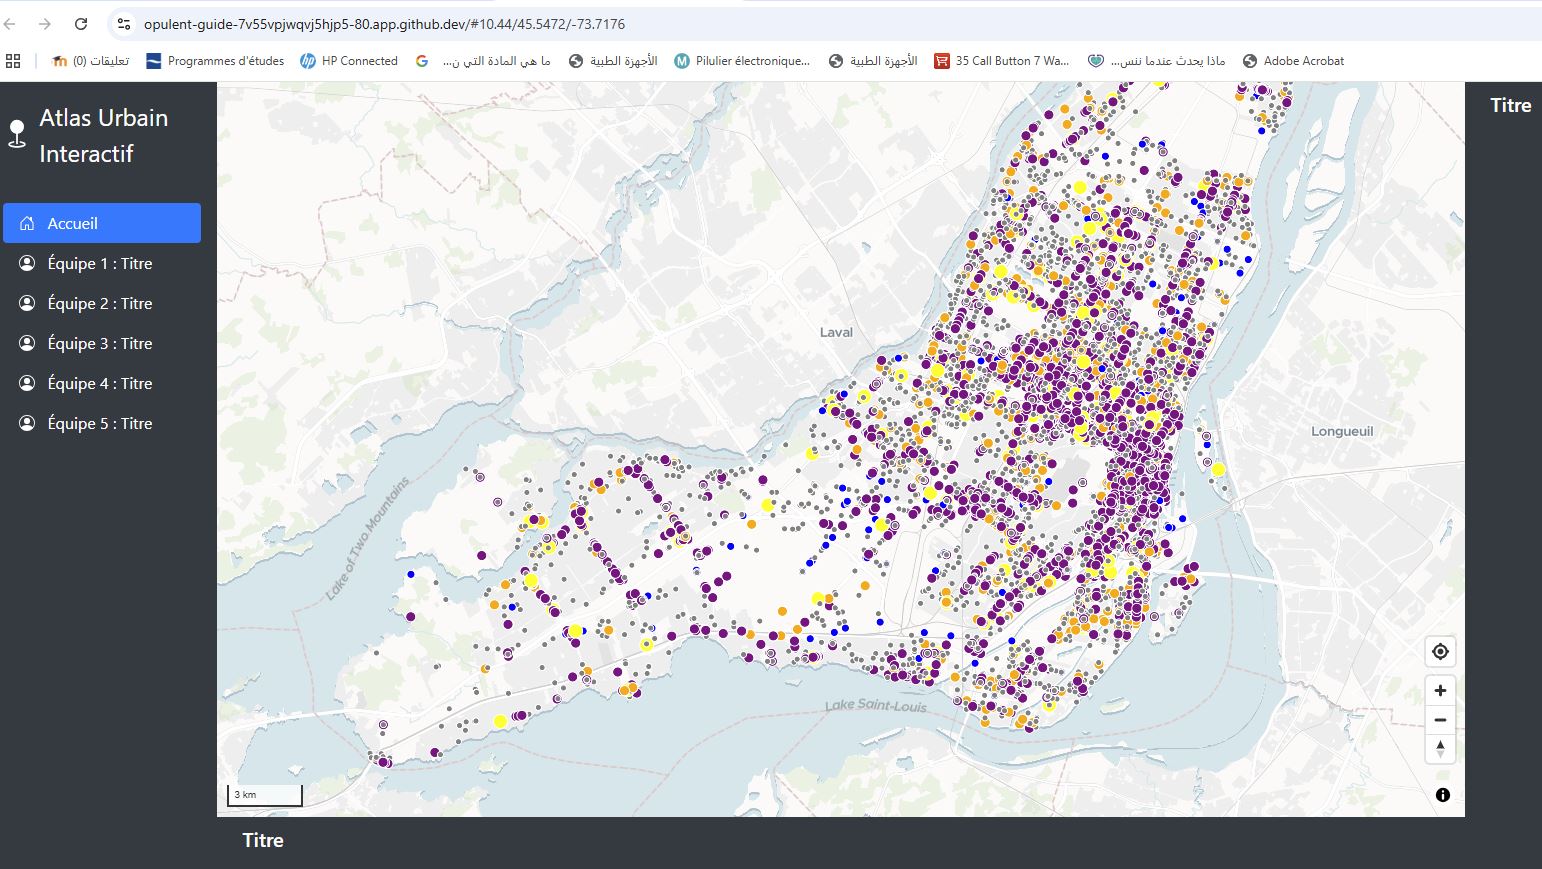 opulent-guide-7v55vpjwqvj5hjp5-80.app.github.dev/#10.44/45.5472/-73.7176
تعليقات (0)
Programmes d'études
HP Connected
ما هي المادة التي ن...
الأجهزة الطبية
Pilulier électronique...
الأجهزة الطبية
35 Call Button 7 Wa...
ماذا يحدث عندما ننس...
Adobe Acrobat
Atlas Urbain
Interactif
Accueil
Équipe 1 : Titre
Équipe 2 : Titre
Équipe 3 : Titre
Équipe 4 : Titre
Équipe 5 : Titre
Laval
Longueuil
Lake of Two Mountains
Lake Saint-Louis
3 km
Titre
Titre